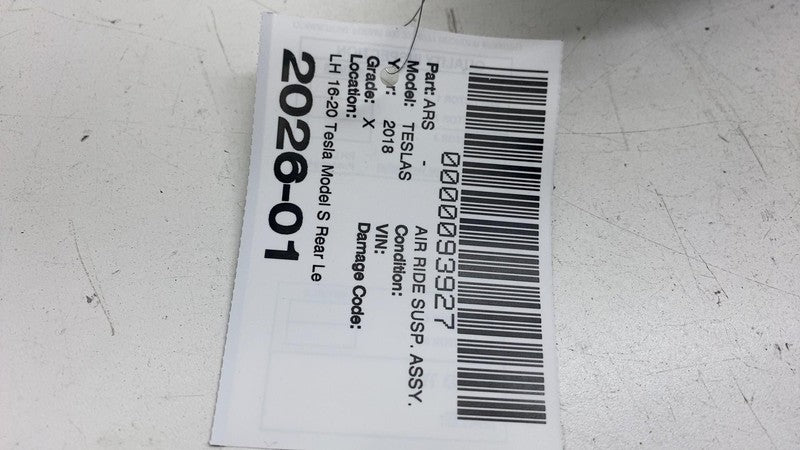 0000093927
Part: ARS - AIR RIDE SUSP. ASSY.
Model: TESLAS Condition:
Year: 2018 VIN:
Grade: X Damage Code:
Location:
LH 16-20 Tesla Model S Rear Le
2026-01